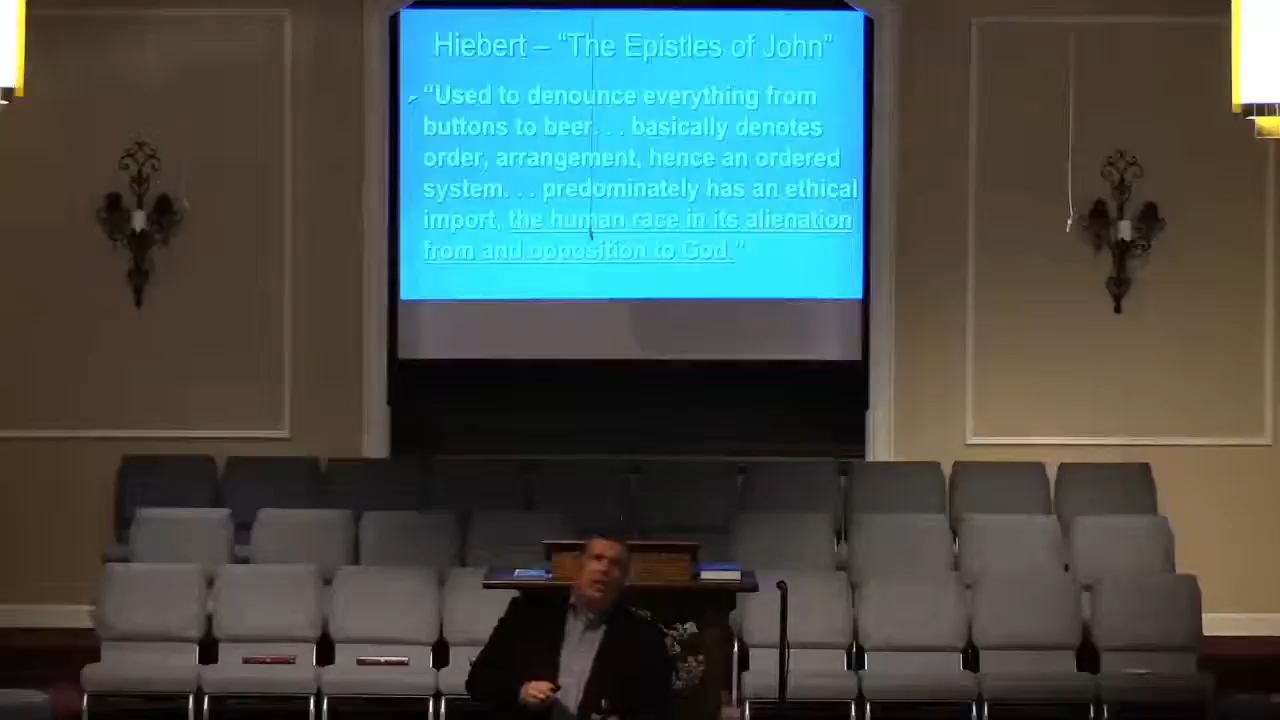 Hiebert – "The Epistles of John"
"Used to denounce everything from
buttons to beer. . . basically denotes
order, arrangement, hence an ordered
system. . . predominately has an ethical
import, the human race in its alienation
from and opposition to God."